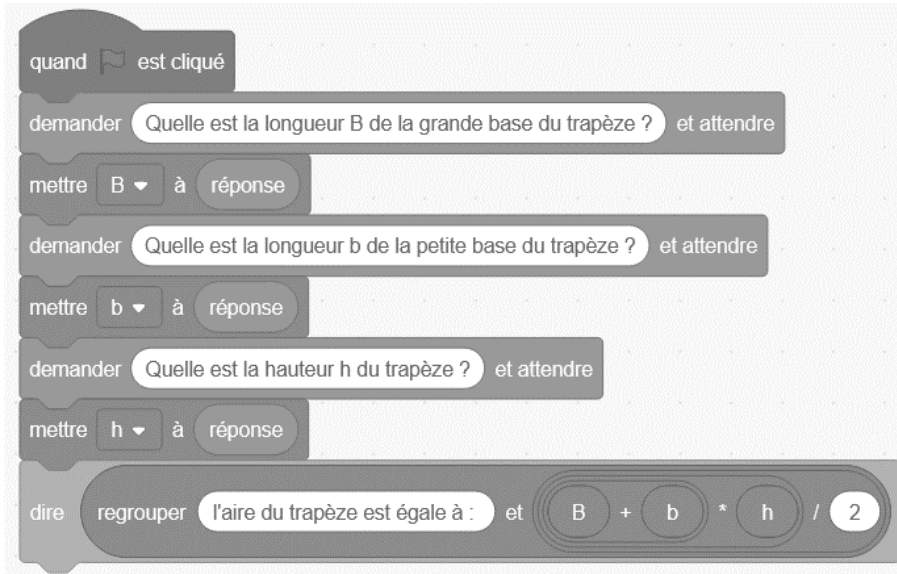 quand est cliqué
demander Quelle est la longueur B de la grande base du trapèze ? et attendre
mettre B à réponse
demander Quelle est la longueur b de la petite base du trapèze ? et attendre
mettre b à réponse
demander Quelle est la hauteur h du trapèze ? et attendre
mettre h à réponse
dire regrouper l'aire du trapèze est égale à : et B + b * h / 2